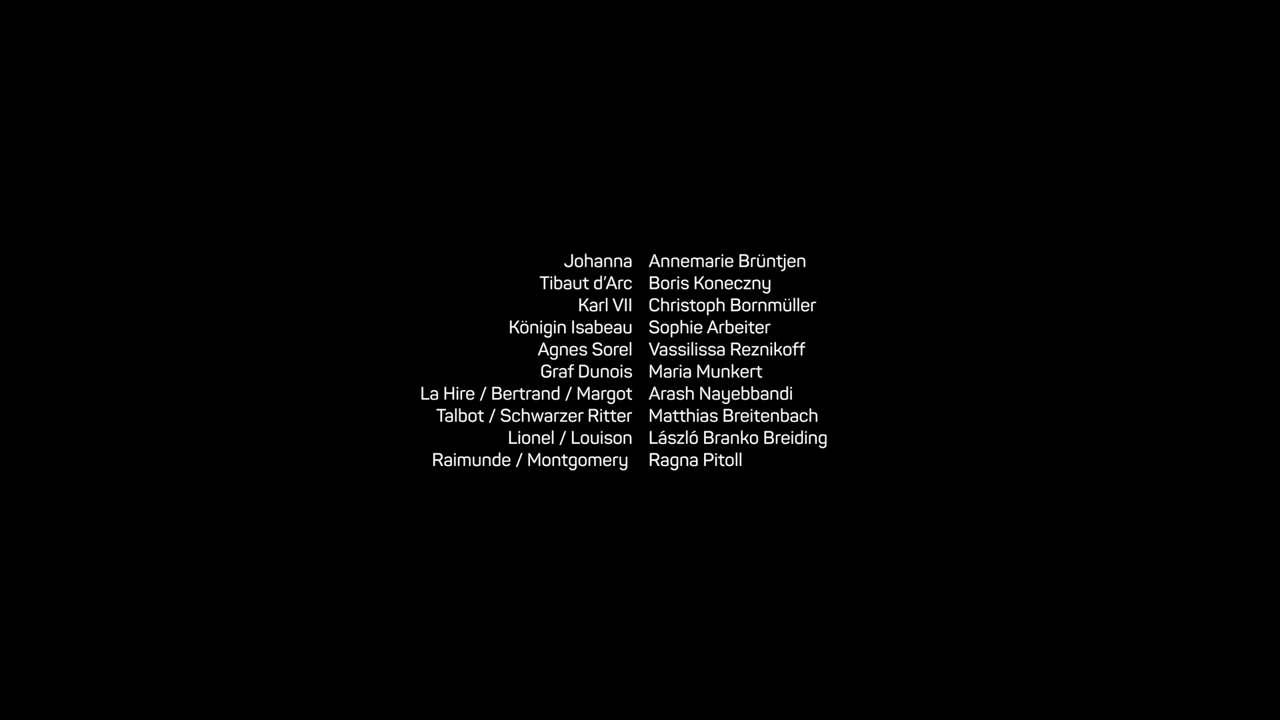 Johanna Annemarie Brüntjen
Tibaut d'Arc Boris Koneczny
Karl VII Christoph Bornmüller
Königin Isabeau Sophie Arbeiter
Agnes Sorel Vassilissa Reznikoff
Graf Dunois Maria Munkert
La Hire / Bertrand / Margot Arash Nayebbandi
Talbot / Schwarzer Ritter Matthias Breitenbach
Lionel / Louison László Branko Breiding
Raimunde / Montgomery Ragna Pitoll